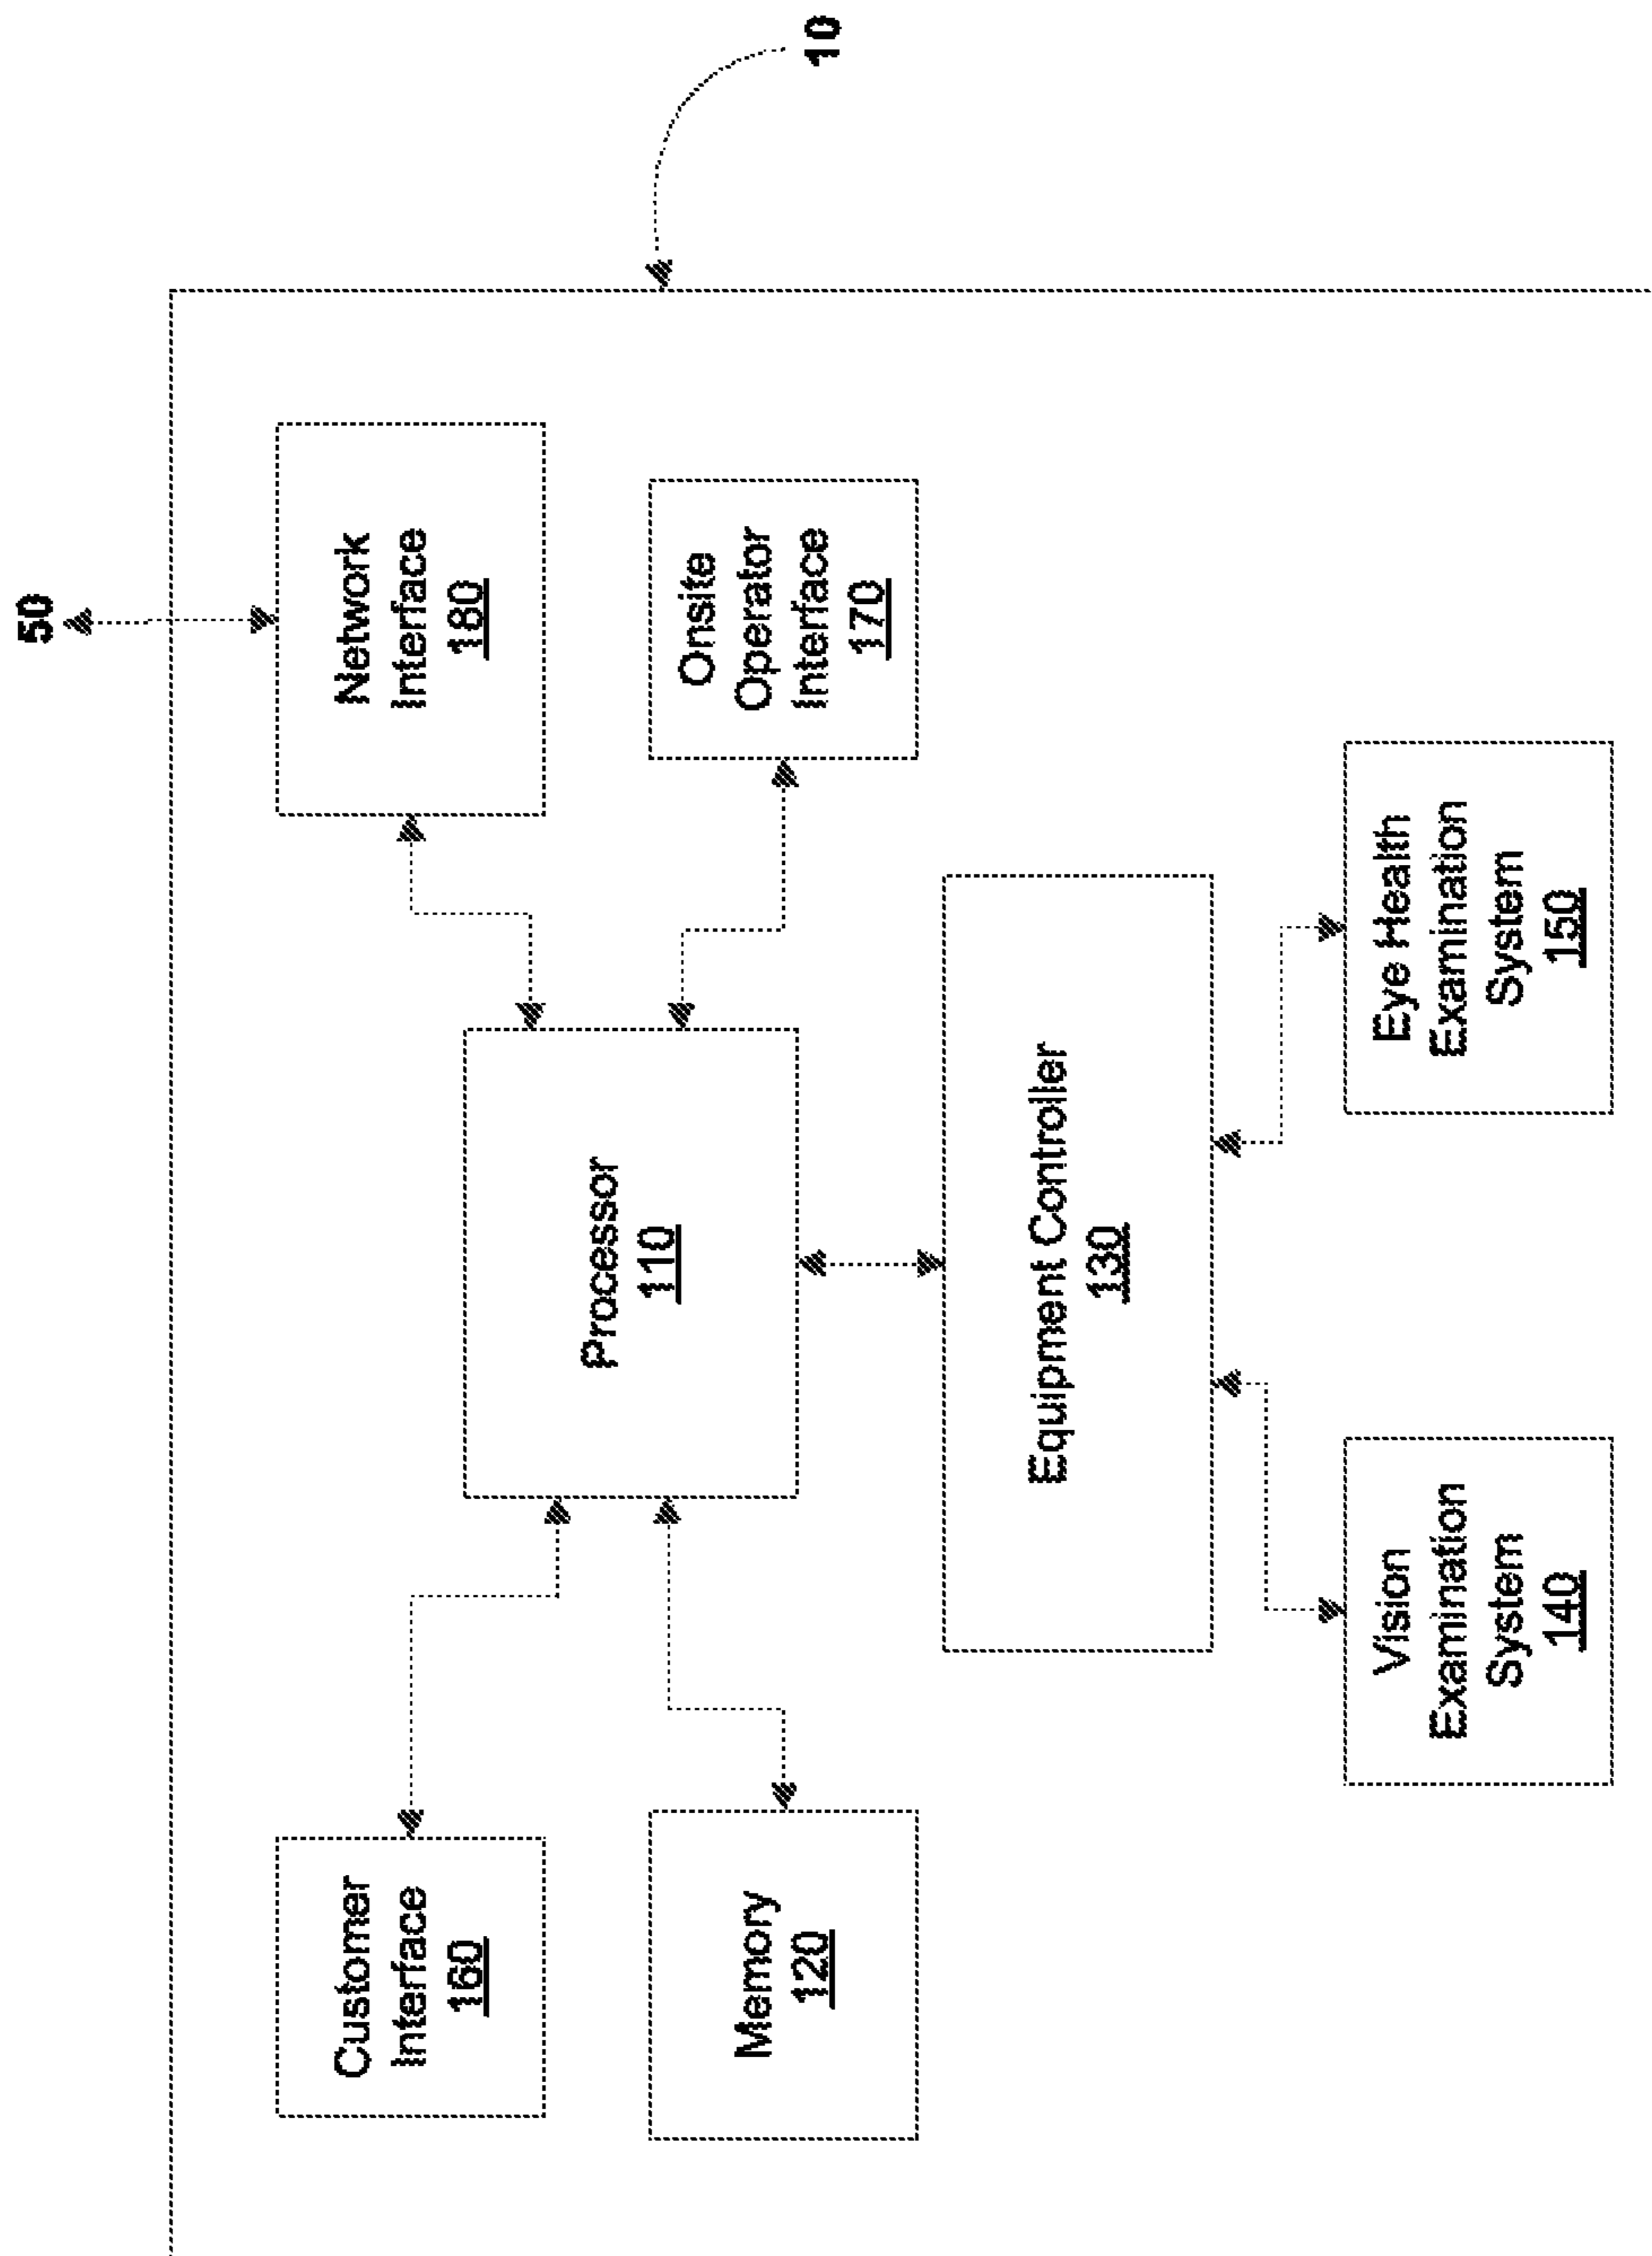 50
10
Customer
Interface
160
Network
Interface
180
Memory
120
Processor
110
Onsite
Operator
Interface
170
Equipment Controller
130
Vision
Examination
System
140
Eye Health
Examination
System
150